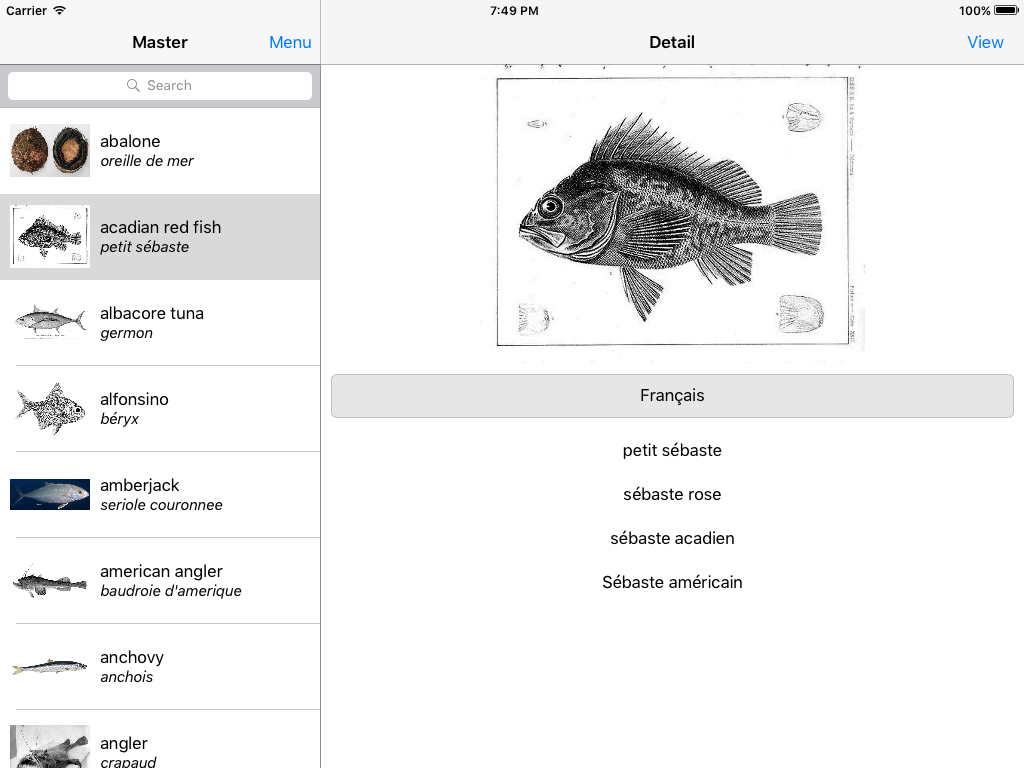 Carrier
7:49 PM
100%
Master
Menu
Detail
View
Search
abalone
oreille de mer
acadian red fish
petit sébaste
albacore tuna
germon
alfonsino
béryx
amberjack
seriole couronnee
american angler
baudroie d'amerique
anchovy
anchois
angler
crapaud
Français
petit sébaste
sébaste rose
sébaste acadien
Sébaste américain